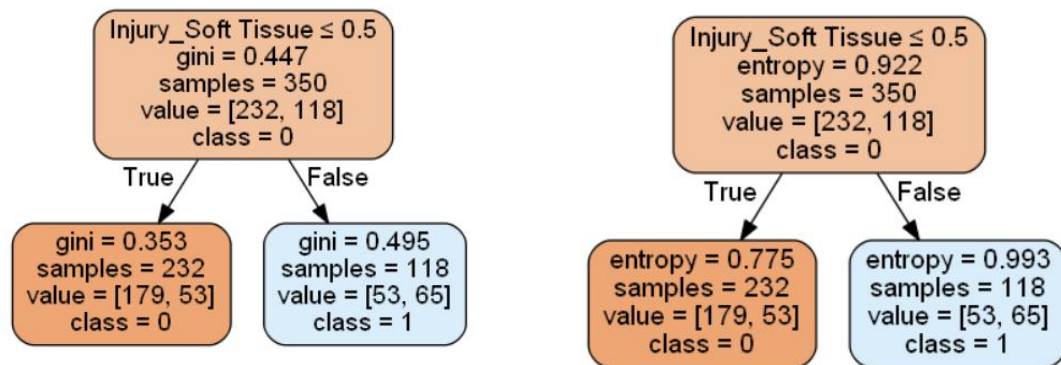 Injury_Soft Tissue ≤ 0.5
gini = 0.447
samples = 350
value = [232, 118]
class = 0
True
False
gini = 0.353
samples = 232
value = [179, 53]
class = 0
gini = 0.495
samples = 118
value = [53, 65]
class = 1
Injury_Soft Tissue ≤ 0.5
entropy = 0.922
samples = 350
value = [232, 118]
class = 0
True
False
entropy = 0.775
samples = 232
value = [179, 53]
class = 0
entropy = 0.993
samples = 118
value = [53, 65]
class = 1